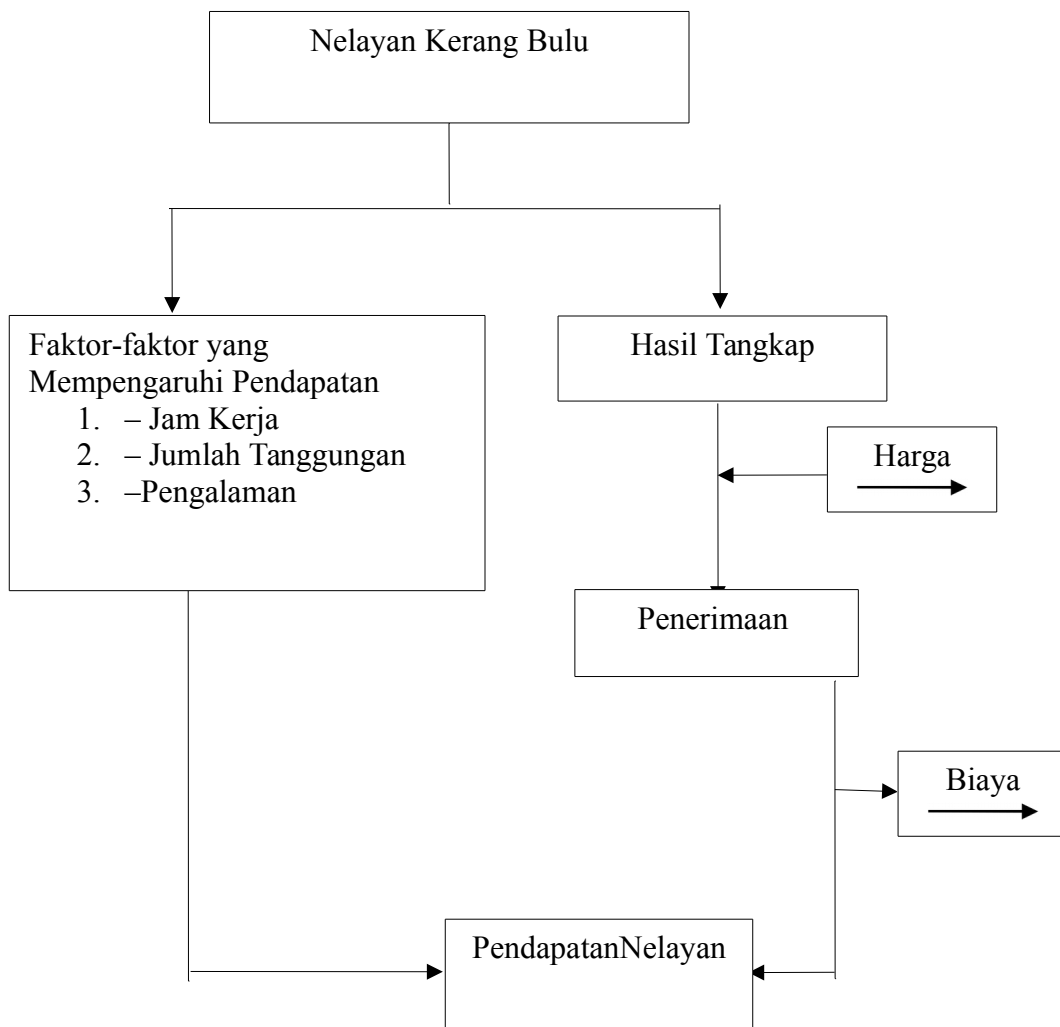 Nelayan Kerang Bulu
Faktor-faktor yang
Mempengaruhi Pendapatan
1. – Jam Kerja
2. – Jumlah Tanggungan
3. –Pengalaman
Hasil Tangkap
Harga
Penerimaan
Biaya
PendapatanNelayan